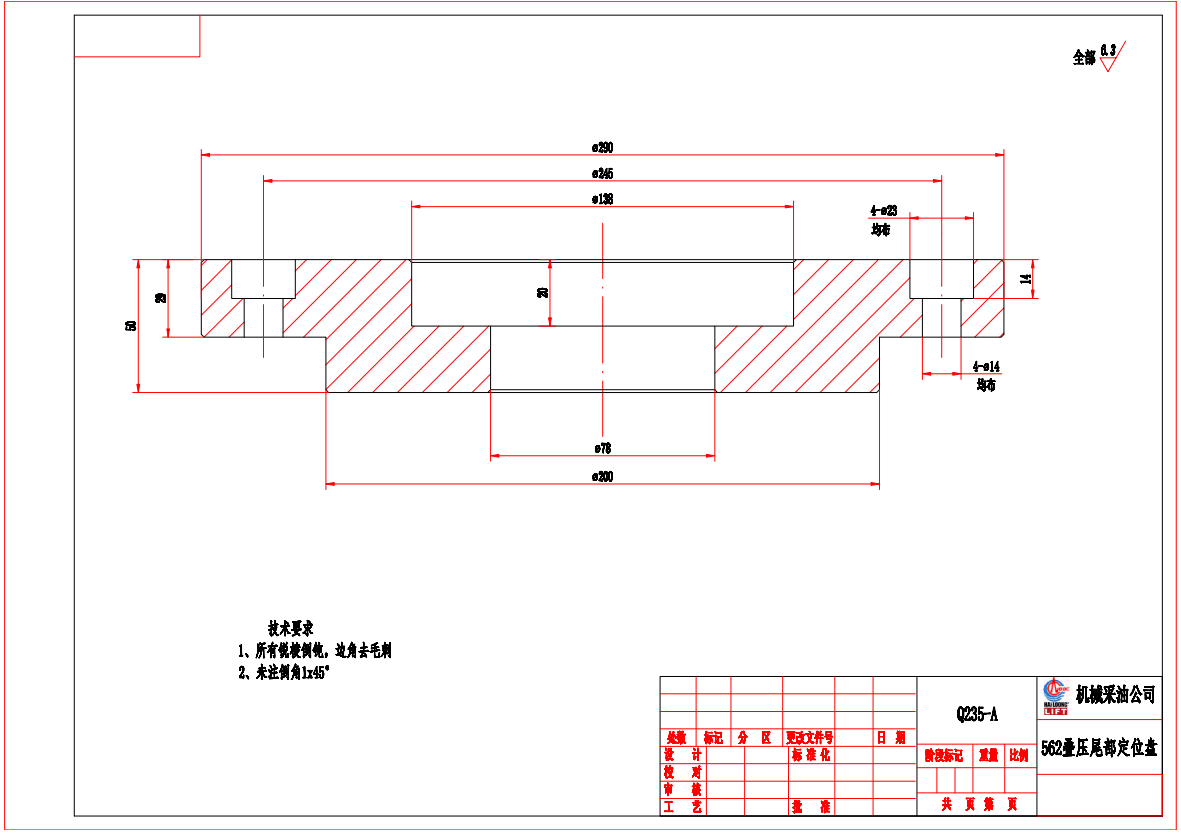 全部 6.3
ø290
ø245
ø138
4-ø23
均布
14
20
29
50
4-ø14
均布
ø78
ø200
技术要求
1、所有锐棱倒钝，边角去毛刺
2、未注倒角1x45°
Q235-A
LIFT
机械采油公司
562叠压尾部定位盘
处数 标记 分 区 更改文件号 日 期
设 计 标 准 化
校 对
审 核
工 艺 批 准
阶段标记 重量 比例
共 页 第 页